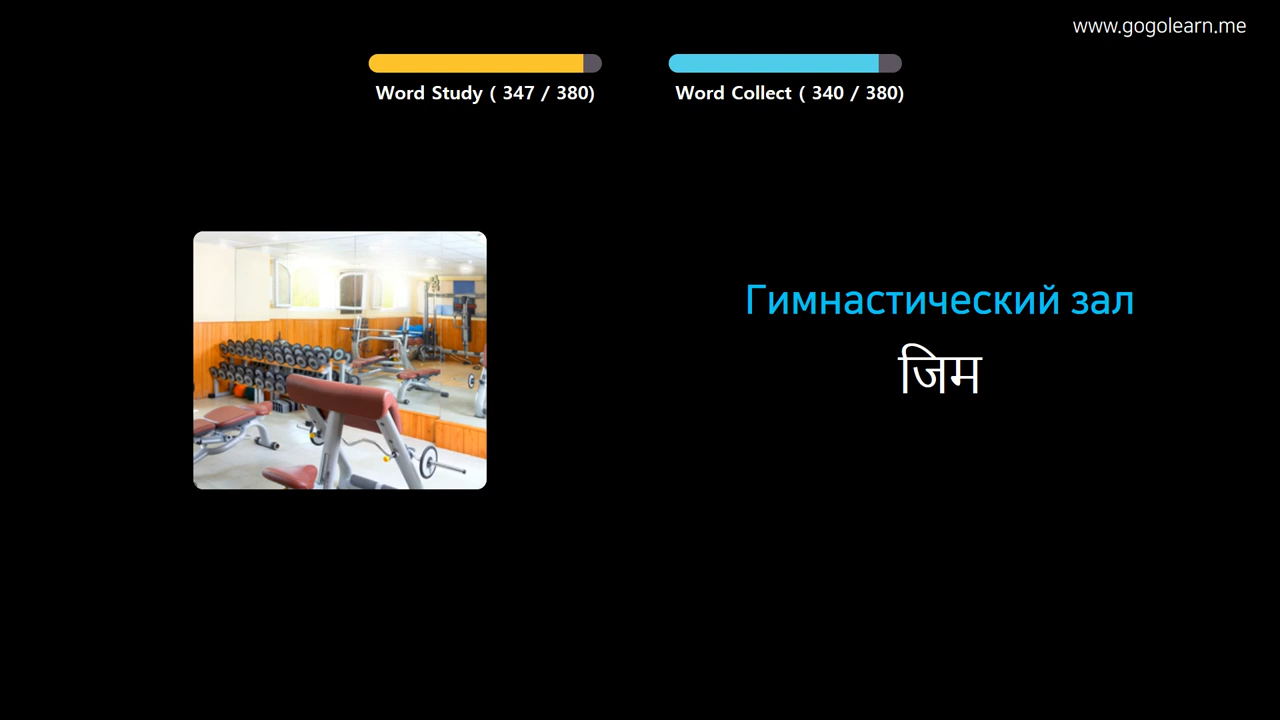 www.gogolearn.me
Word Study ( 347 / 380)
Word Collect ( 340 / 380)
Гимнастический зал
जिम